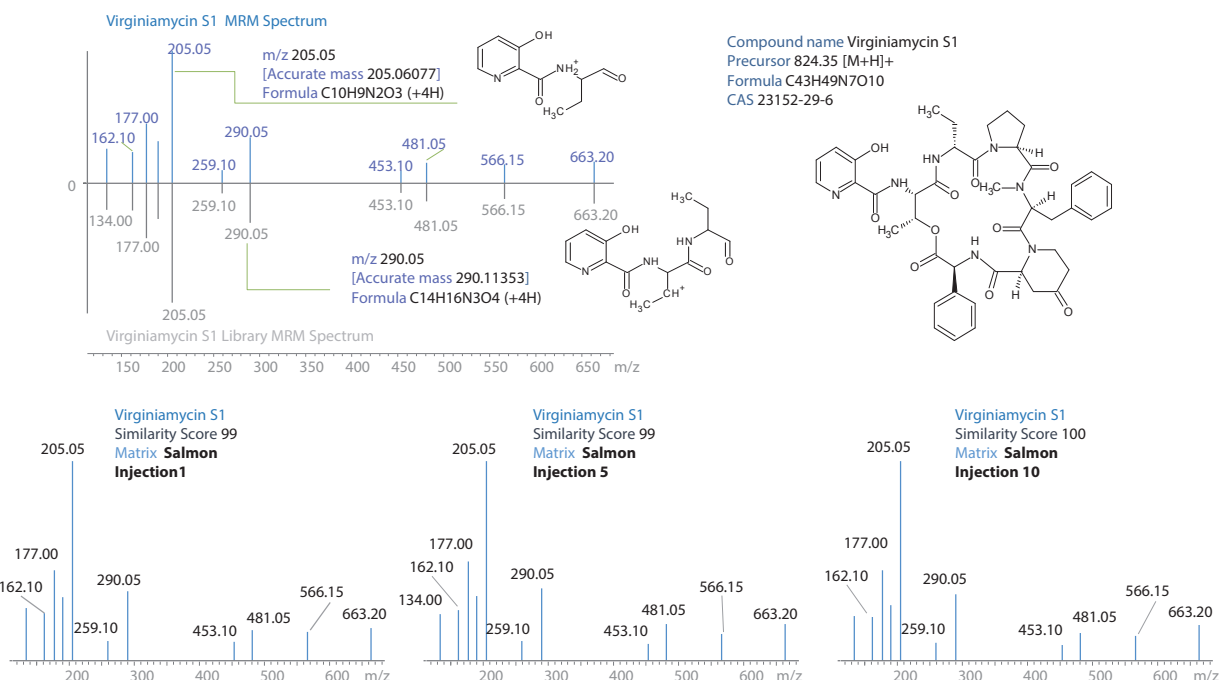 Virginiamycin S1 MRM Spectrum
205.05
m/z 205.05
[Accurate mass 205.06077]
Formula C10H9N2O3 (+4H)
177.00
162.10
259.10
290.05
453.10
481.05
566.15
663.20
0
134.00
177.00
205.05
259.10
290.05
453.10
481.05
566.15
663.20
m/z 290.05
[Accurate mass 290.11353]
Formula C14H16N3O4 (+4H)
Virginiamycin S1 Library MRM Spectrum
150 200 250 300 350 400 450 500 550 600 650 m/z
OH
N
O
NH2+
O
H3C
H3C
OH
N
O
NH
HN
O
O
H3C
CH+
Compound name Virginiamycin S1
Precursor 824.35 [M+H]+
Formula C43H49N7O10
CAS 23152-29-6
H3C
OH
N
O
NH
HN
O
O
N
H
O
H3C
N
H
O
N
H3C
O
O
H
N
O
H
O
Virginiamycin S1
Similarity Score 99
Matrix Salmon
Injection1
205.05
177.00
162.10
290.05
259.10
453.10
481.05
566.15
663.20
200 300 400 500 600 m/z
Virginiamycin S1
Similarity Score 99
Matrix Salmon
Injection 5
205.05
177.00
162.10
134.00
290.05
259.10
453.10
481.05
566.15
663.20
200 300 400 500 600 m/z
Virginiamycin S1
Similarity Score 100
Matrix Salmon
Injection 10
205.05
177.00
162.10
290.05
259.10
453.10
481.05
566.15
663.20
200 300 400 500 600 m/z